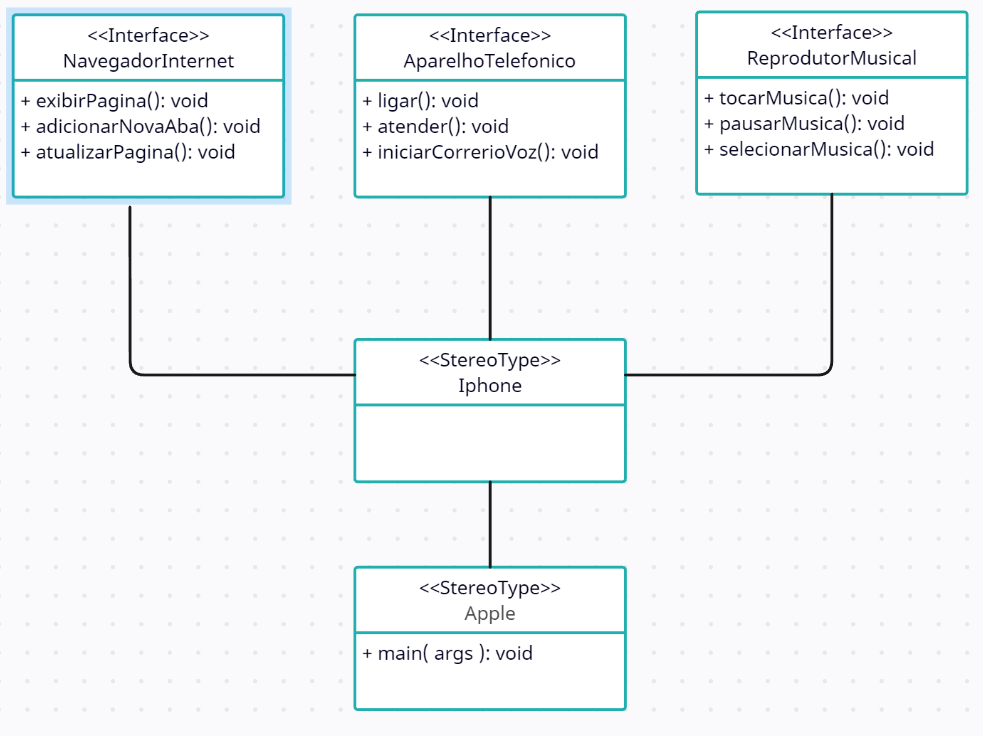 <<Interface>>
NavegadorInternet
+ exibirPagina(): void
+ adicionarNovaAba(): void
+ atualizarPagina(): void
<<Interface>>
AparelhoTelefonico
+ ligar(): void
+ atender(): void
+ iniciarCorrerioVoz(): void
<<Interface>>
ReprodutorMusical
+ tocarMusica(): void
+ pausarMusica(): void
+ selecionarMusica(): void
<<StereoType>>
Iphone
<<StereoType>>
Apple
+ main( args ): void